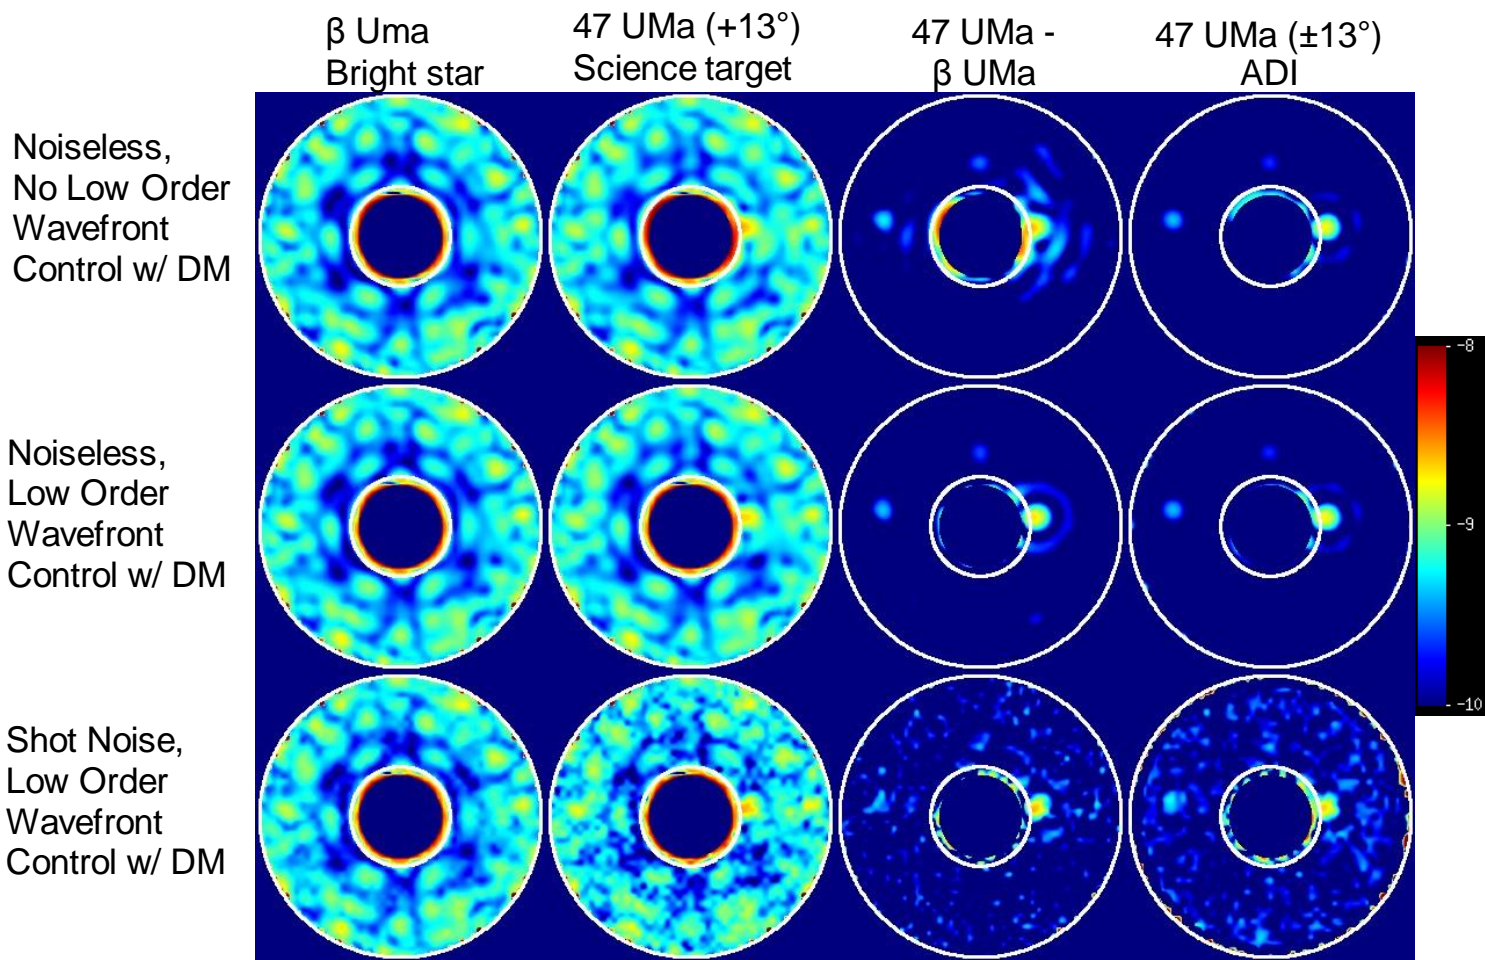 β Uma
Bright star
47 UMa (+13°)
Science target
47 UMa -
β UMa
47 UMa (±13°)
ADI
Noiseless,
No Low Order
Wavefront
Control w/ DM
Noiseless,
Low Order
Wavefront
Control w/ DM
Shot Noise,
Low Order
Wavefront
Control w/ DM
-8
-9
-10